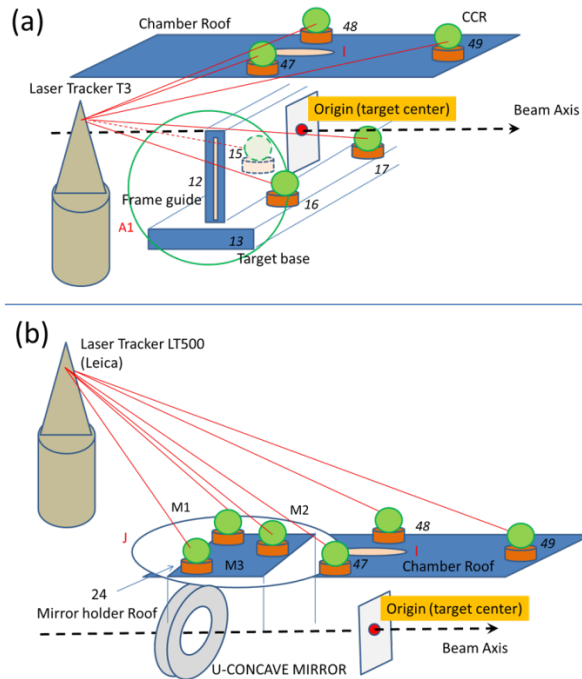 (a)
Chamber Roof
48
CCR
47
I
49
Laser Tracker T3
Origin (target center)
Beam Axis
15
12
17
Frame guide
16
A1
13
Target base
(b)
Laser Tracker LT500
(Leica)
M1
M2
J
48
I
49
M3
47
Chamber Roof
24
Mirror holder Roof
Origin (target center)
Beam Axis
U-CONCAVE MIRROR